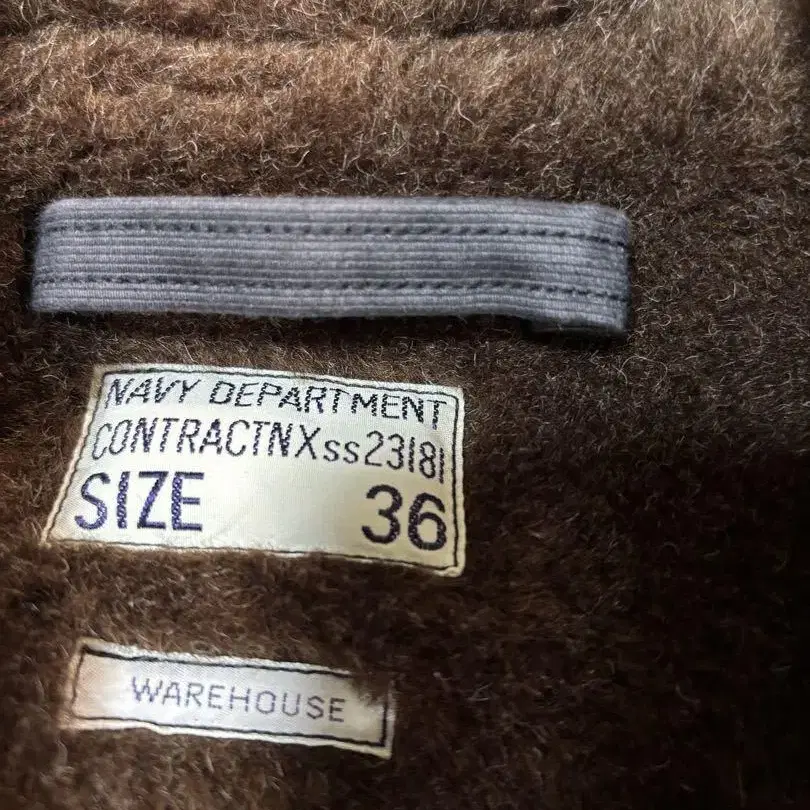 NAVY DEPARTMENT
CONTRACTNXss23181
SIZE 36
WAREHOUSE